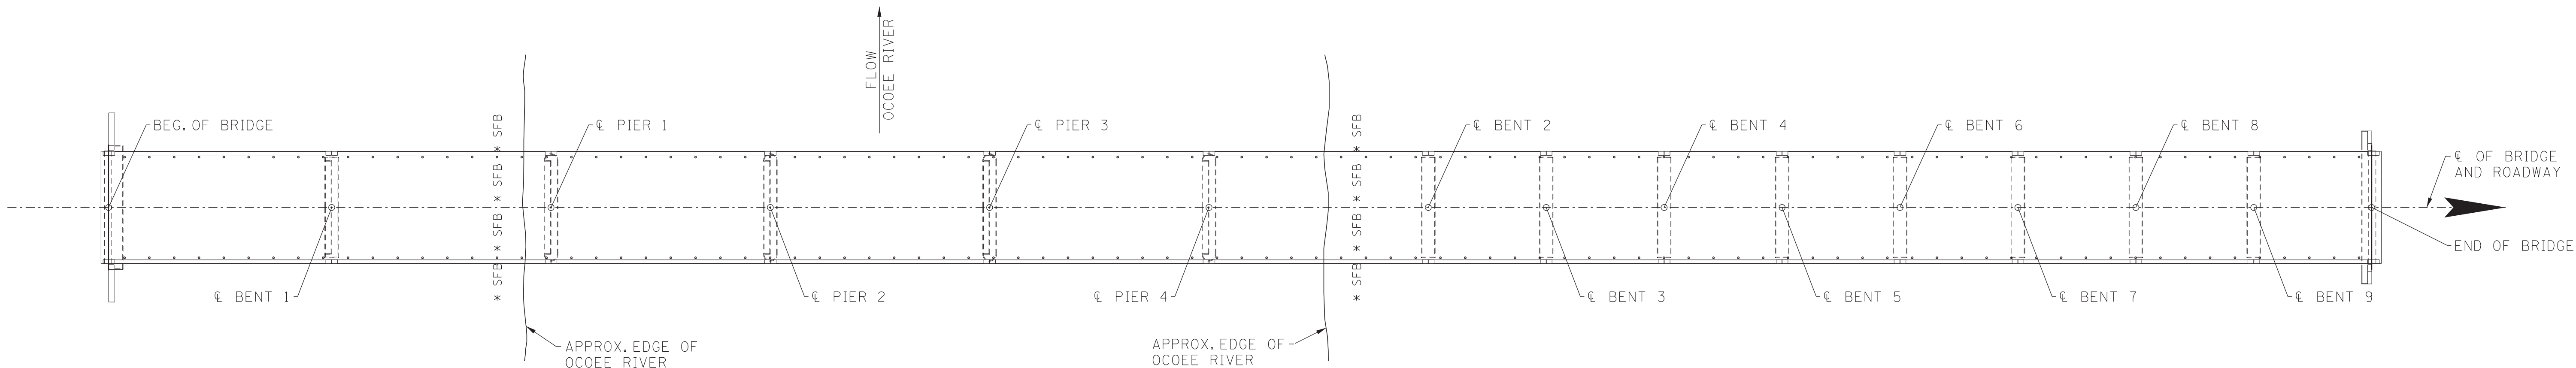 FLOW
OCOEE RIVER
BEG. OF BRIDGE
* SFB * SFB * SFB * SFB * SFB
℄ PIER 1
℄ PIER 3
* SFB * SFB * SFB * SFB * SFB
℄ BENT 2
℄ BENT 4
℄ BENT 6
℄ BENT 8
℄ OF BRIDGE
AND ROADWAY
END OF BRIDGE
℄ BENT 1
℄ PIER 2
℄ PIER 4
℄ BENT 3
℄ BENT 5
℄ BENT 7
℄ BENT 9
APPROX. EDGE OF
OCOEE RIVER
APPROX. EDGE OF
OCOEE RIVER